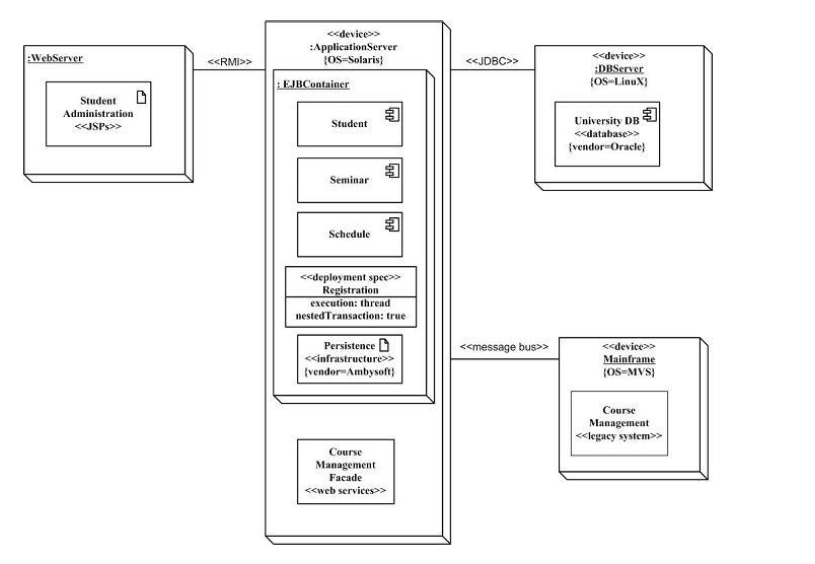 :WebServer
Student
Administration
<<JSPs>>
<<RMI>>
<<device>>
:ApplicationServer
{OS=Solaris}
: EJBContainer
Student
Seminar
Schedule
<<deployment spec>>
Registration
execution: thread
nestedTransaction: true
Persistence
<<infrastructure>>
{vendor=Ambysoft}
Course
Management
Facade
<<web services>>
<<JDBC>>
<<device>>
:DBServer
{OS=LinuX}
University DB
<<database>>
{vendor=Oracle}
<<message bus>>
<<device>>
Mainframe
{OS=MVS}
Course
Management
<<legacy system>>